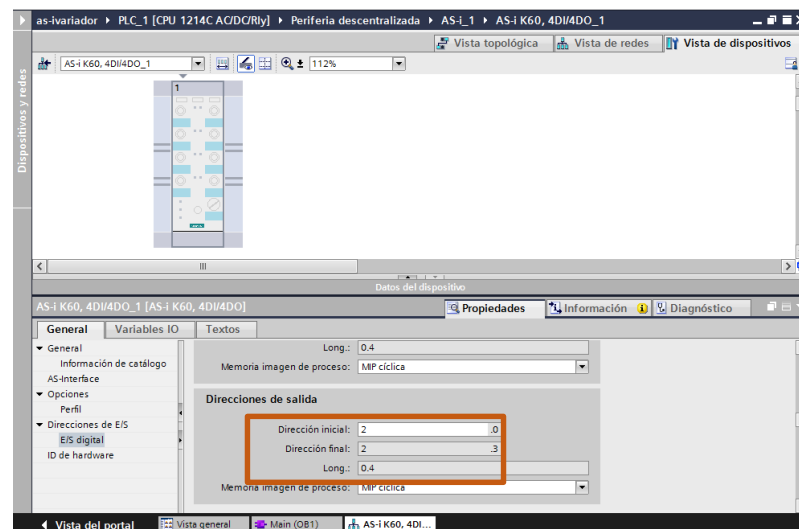 as-ivariador ▸ PLC_1 [CPU 1214C AC/DC/Rly] ▸ Periferia descentralizada ▸ AS-i_1 ▸ AS-i K60, 4DI/4DO_1
Vista topológica Vista de redes Vista de dispositivos
AS-i K60, 4DI/4DO_1 112%
Dispositivos y redes
1
Datos del dispositivo
AS-i K60, 4DI/4DO_1 [AS-i K60, 4DI/4DO] Propiedades Información Diagnóstico
General Variables IO Textos
General
Información de catálogo
AS-Interface
Opciones
Perfil
Direcciones de E/S
E/S digital
ID de hardware
Long.: 0.4
Memoria imagen de proceso: MIP cíclica
Direcciones de salida
Dirección inicial: 2 .0
Dirección final: 2 .3
Long.: 0.4
Memoria imagen de proceso: MIP cíclica
Vista del portal Vista general Main (OB1) AS-i K60, 4DI...